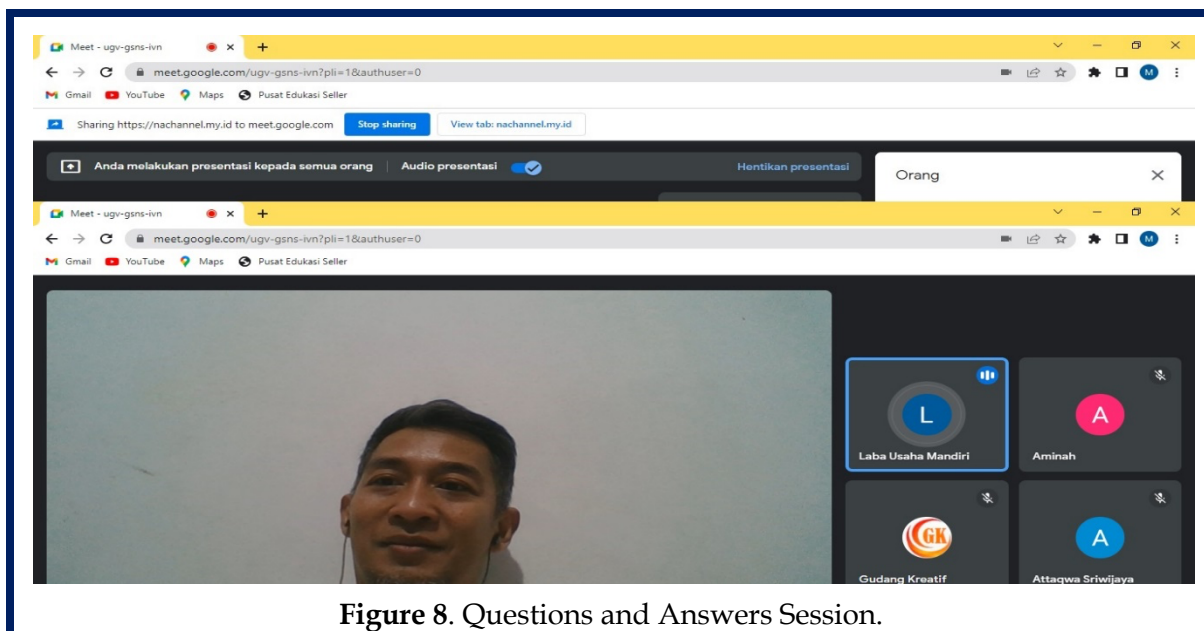 Meet - ugv-gsns-ivn
meet.google.com/ugv-gsns-ivn?pli=1&authuser=0
M
Gmail YouTube Maps Pusat Edukasi Seller
Sharing https://nachannel.my.id to meet.google.com Stop sharing View tab: nachannel.my.id
Anda melakukan presentasi kepada semua orang Audio presentasi Hentikan presentasi
Orang
Meet - ugv-gsns-ivn
meet.google.com/ugv-gsns-ivn?pli=1&authuser=0
M
Gmail YouTube Maps Pusat Edukasi Seller
L
Laba Usaha Mandiri
A
Aminah
GK
Gudang Kreatif
A
Attaqwa Sriwijaya
Figure 8. Questions and Answers Session.